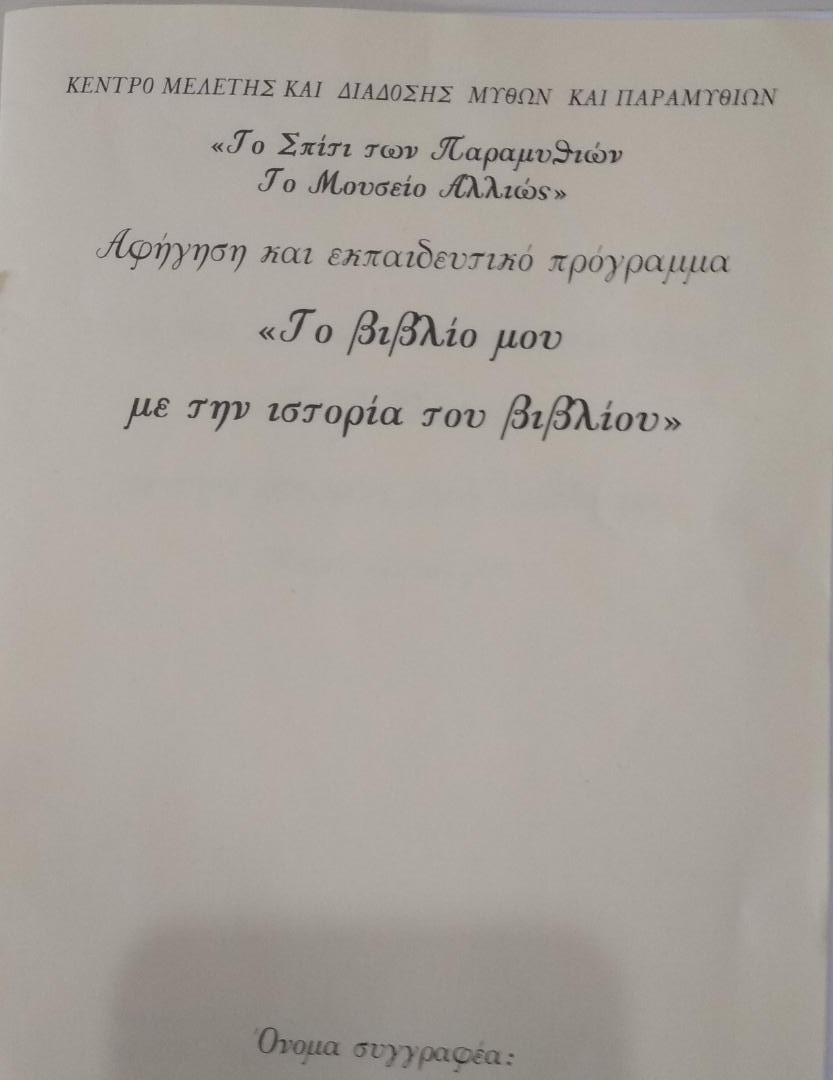 ΚΕΝΤΡΟ ΜΕΛΕΤΗΣ ΚΑΙ ΔΙΑΔΟΣΗΣ ΜΥΘΩΝ ΚΑΙ ΠΑΡΑΜΥΘΙΩΝ
«Το Σπίτι των Παραμυθιών
Το Μουσείο Αλλιώς»
Αφήγηση και εκπαιδευτικό πρόγραμμα
«Το βιβλίο μου
με την ιστορία του βιβλίου»
Όνομα συγγραφέα: